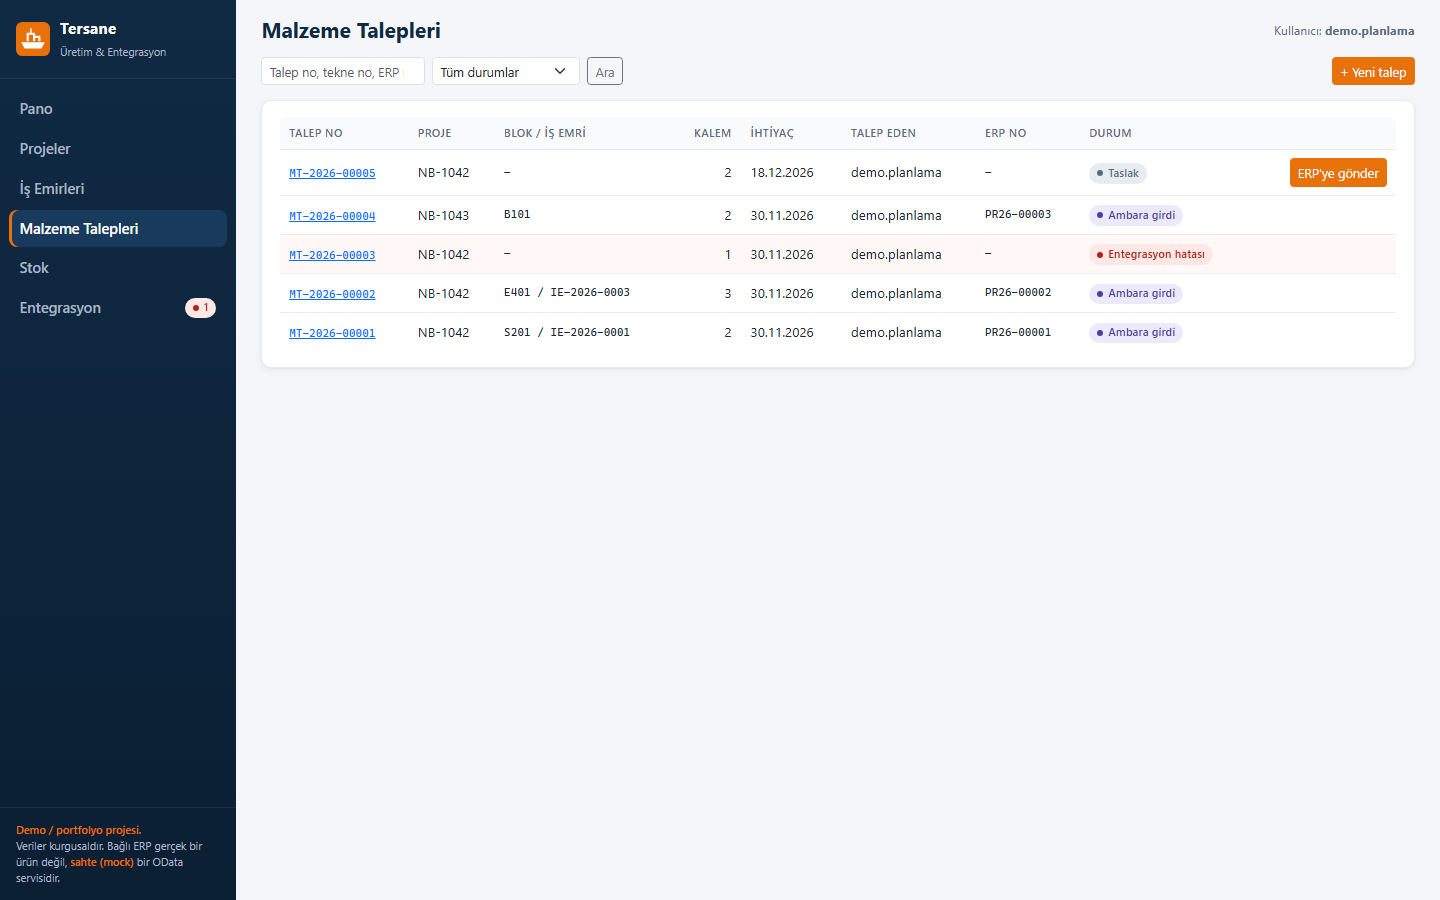 Tersane
Üretim & Entegrasyon
Pano
Projeler
İş Emirleri
Malzeme Talepleri
Stok
Entegrasyon 1
Demo / portfolyo projesi.
Veriler kurgusaldır. Bağlı ERP gerçek bir
ürün değil, sahte (mock) bir OData
servisidir.
Malzeme Talepleri
Kullanıcı: demo.planlama
Talep no, tekne no, ERP Tüm durumlar Ara + Yeni talep
TALEP NO PROJE BLOK / İŞ EMRİ KALEM İHTİYAÇ TALEP EDEN ERP NO DURUM
MT-2026-00005 NB-1042 – 2 18.12.2026 demo.planlama – Taslak ERP'ye gönder
MT-2026-00004 NB-1043 B101 2 30.11.2026 demo.planlama PR26-00003 Ambara girdi
MT-2026-00003 NB-1042 – 1 30.11.2026 demo.planlama – Entegrasyon hatası
MT-2026-00002 NB-1042 E401 / IE-2026-0003 3 30.11.2026 demo.planlama PR26-00002 Ambara girdi
MT-2026-00001 NB-1042 S201 / IE-2026-0001 2 30.11.2026 demo.planlama PR26-00001 Ambara girdi